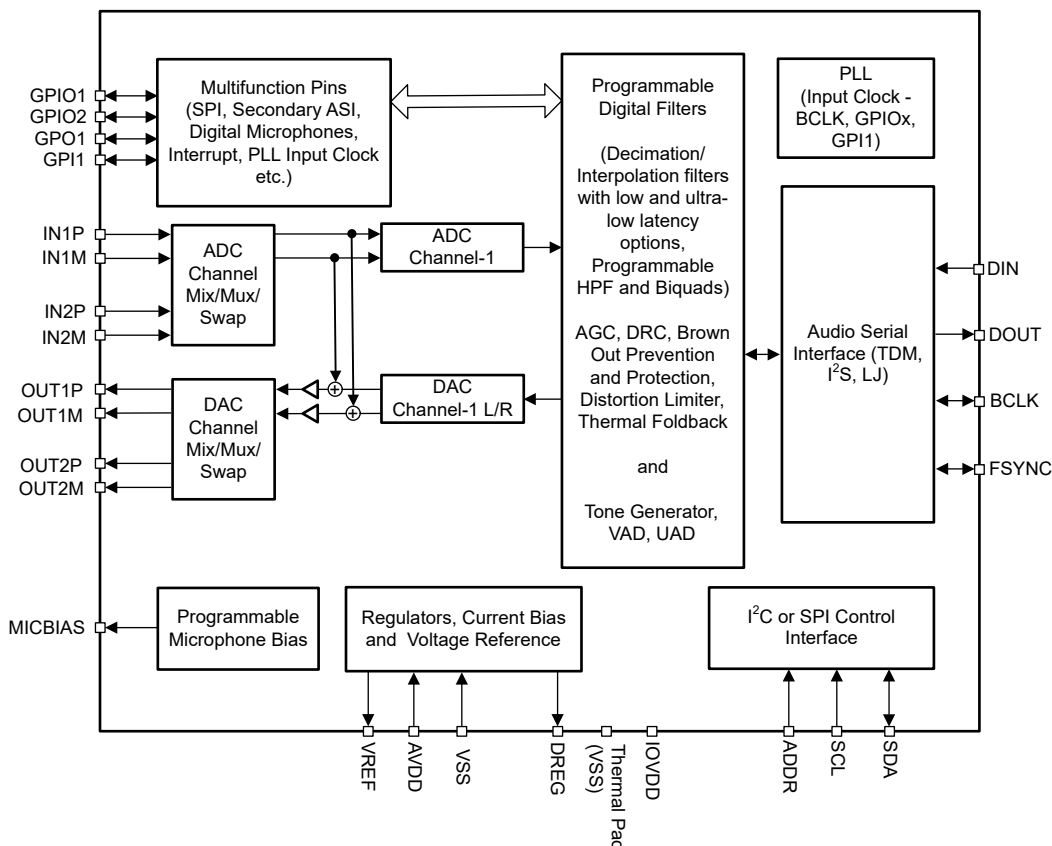 GPIO1
GPIO2
GPO1
GPI1
Multifunction Pins
(SPI, Secondary ASI,
Digital Microphones,
Interrupt, PLL Input Clock
etc.)
Programmable
Digital Filters
(Decimation/
Interpolation filters
with low and ultra-
low latency
options,
Programmable
HPF and Biquads)
AGC, DRC, Brown
Out Prevention
and Protection,
Distortion Limiter,
Thermal Foldback
and
Tone Generator,
VAD, UAD
PLL
(Input Clock -
BCLK, GPIOx,
GPI1)
IN1P
IN1M
IN2P
IN2M
ADC
Channel
Mix/Mux/
Swap
ADC
Channel-1
OUT1P
OUT1M
OUT2P
OUT2M
DAC
Channel
Mix/Mux/
Swap
DAC
Channel-1 L/R
Audio Serial
Interface (TDM,
I²S, LJ)
DIN
DOUT
BCLK
FSYNC
MICBIAS
Programmable
Microphone Bias
Regulators, Current Bias
and Voltage Reference
I²C or SPI Control
Interface
VREF
AVDD
VSS
DREG
Thermal Pad
(VSS)
IOVDD
ADDR
SCL
SDA